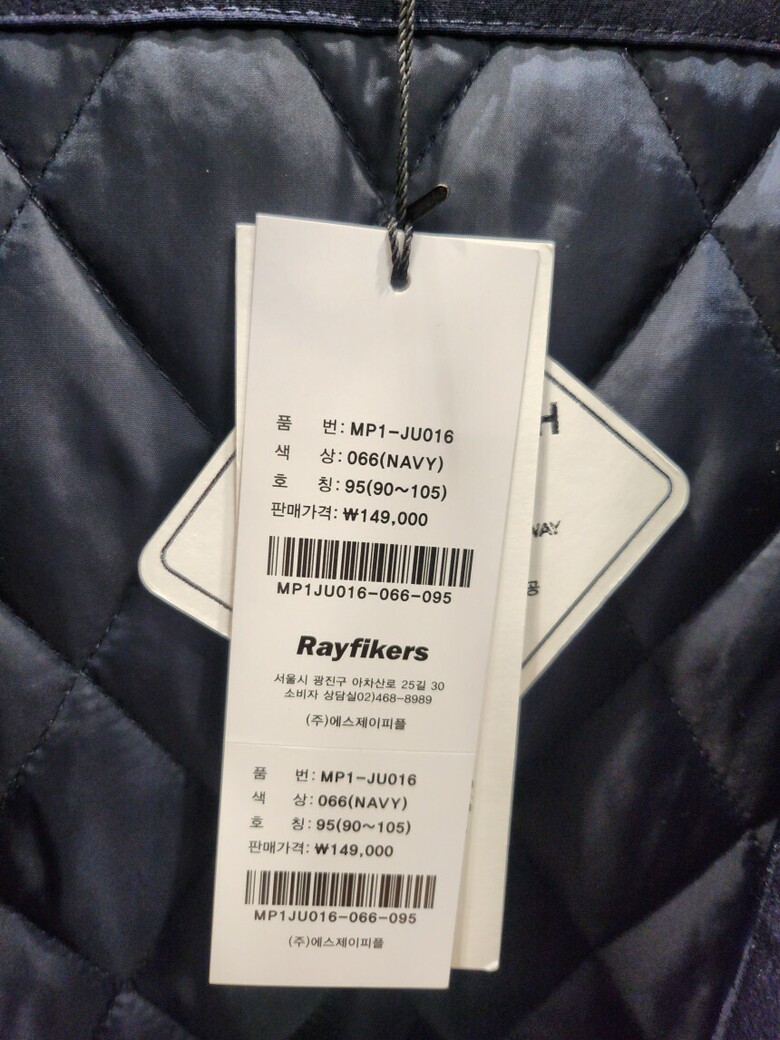 품 번: MP1-JU016
색 상: 066(NAVY)
호 칭: 95(90~105)
판매가격: ₩149,000
MP1JU016-066-095
Rayfikers
서울시 광진구 아차산로 25길 30
소비자 상담실02)468-8989
(주)에스제이피플
품 번: MP1-JU016
색 상: 066(NAVY)
호 칭: 95(90~105)
판매가격: ₩149,000
MP1JU016-066-095
(주)에스제이피플